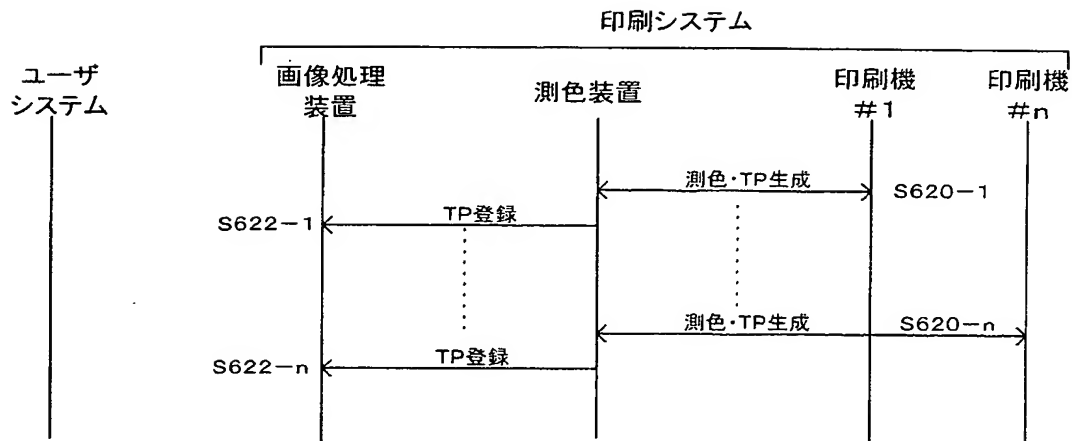 印刷システム
ユーザ
システム
画像処理
装置
測色装置
印刷機
#1
印刷機
#n
測色・TP生成
S620-1
S622-1
TP登録
測色・TP生成
S620-n
S622-n
TP登録